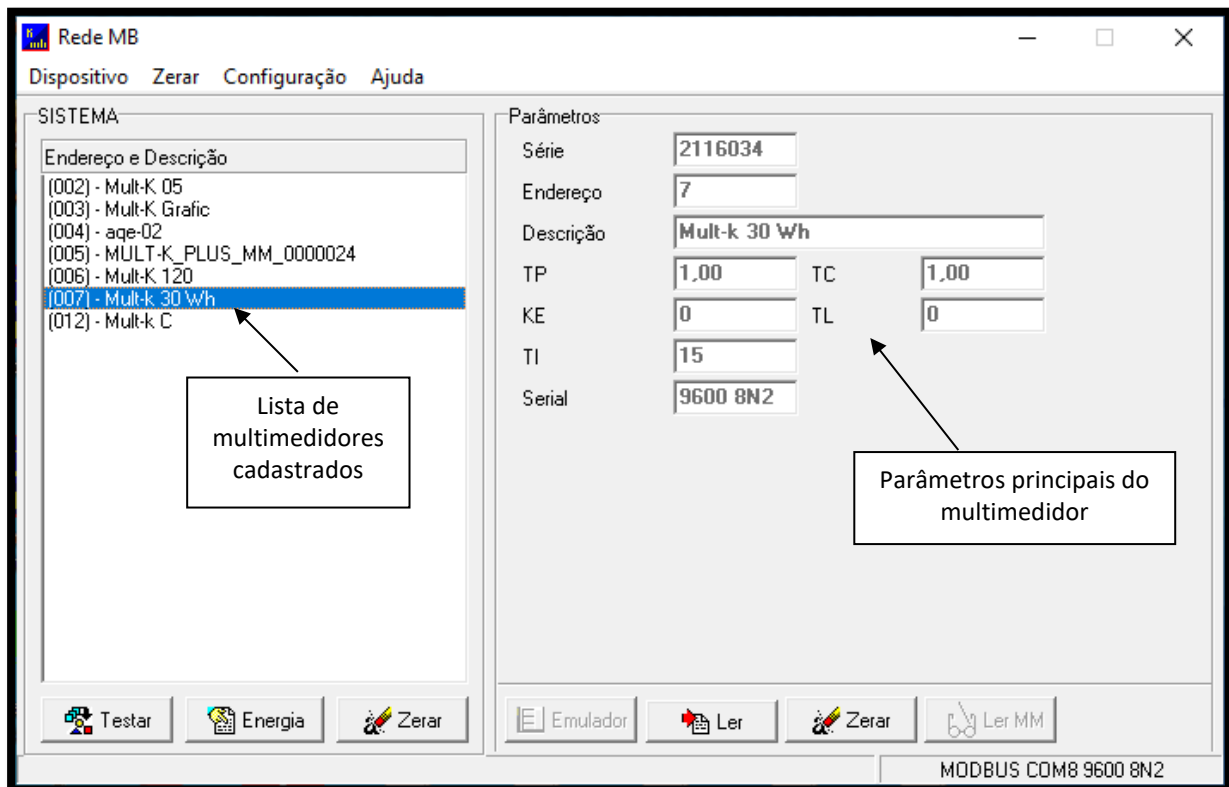 Rede MB
Dispositivo Zerar Configuração Ajuda
SISTEMA
Endereço e Descrição
(002) - Mult-K 05
(003) - Mult-K Grafic
(004) - aqe-02
(005) - MULT-K_PLUS_MM_0000024
(006) - Mult-K 120
(007) - Mult-k 30 Wh
(012) - Mult-k C
Lista de
multimedidores
cadastrados
Testar Energia Zerar
Parâmetros
Série 2116034
Endereço 7
Descrição Mult-k 30 Wh
TP 1,00 TC 1,00
KE 0 TL 0
TI 15
Serial 9600 8N2
Parâmetros principais do
multimedidor
Emulador Ler Zerar Ler MM
MODBUS COM8 9600 8N2